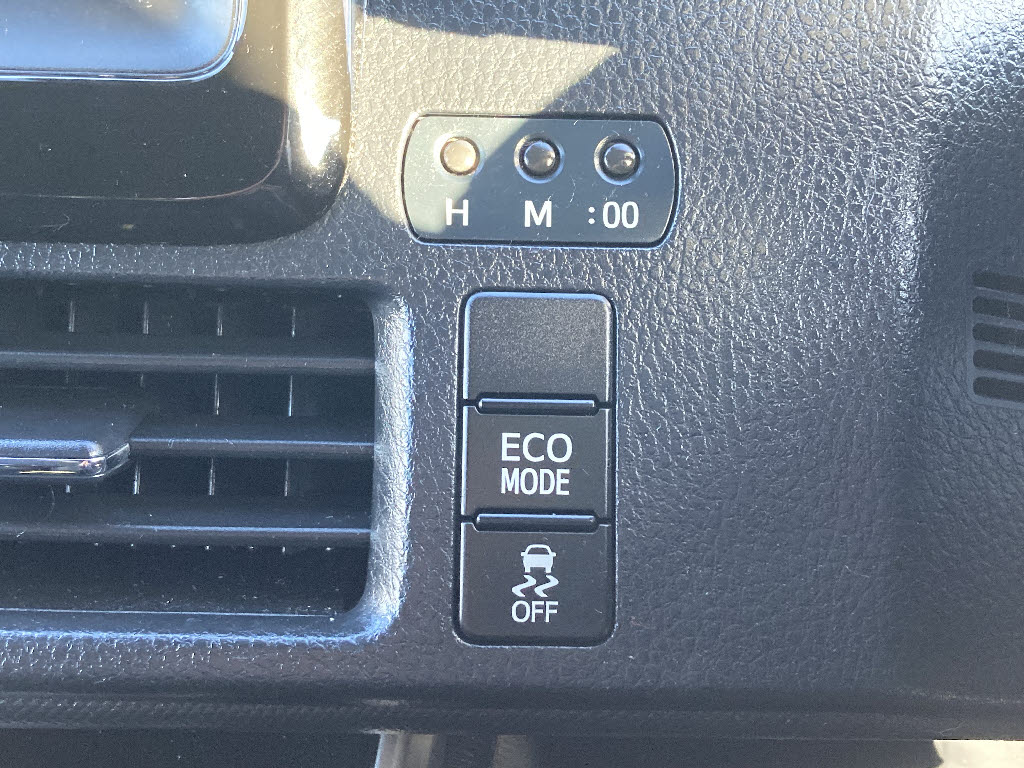 H M :00
ECO
MODE
OFF